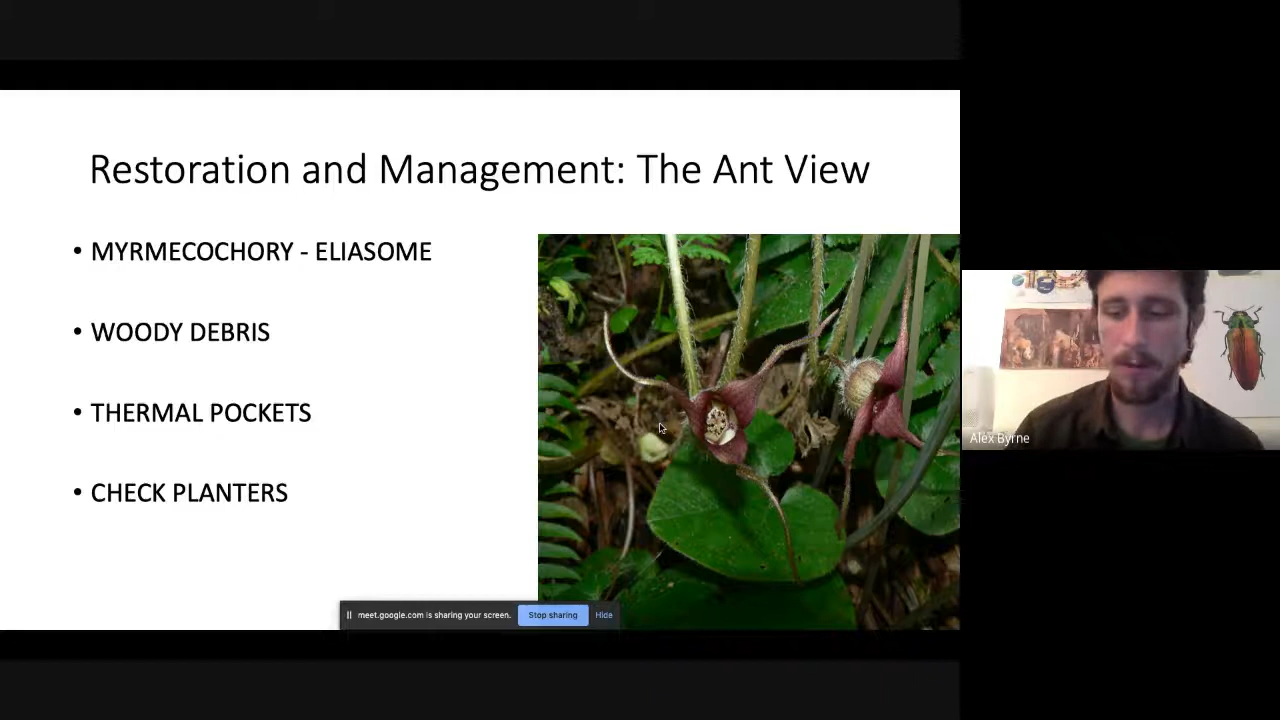 Restoration and Management: The Ant View
• MYRMECOCHORY - ELIASOME
• WOODY DEBRIS
• THERMAL POCKETS
• CHECK PLANTERS
meet.google.com is sharing your screen. Stop sharing Hide
Alex Byrne